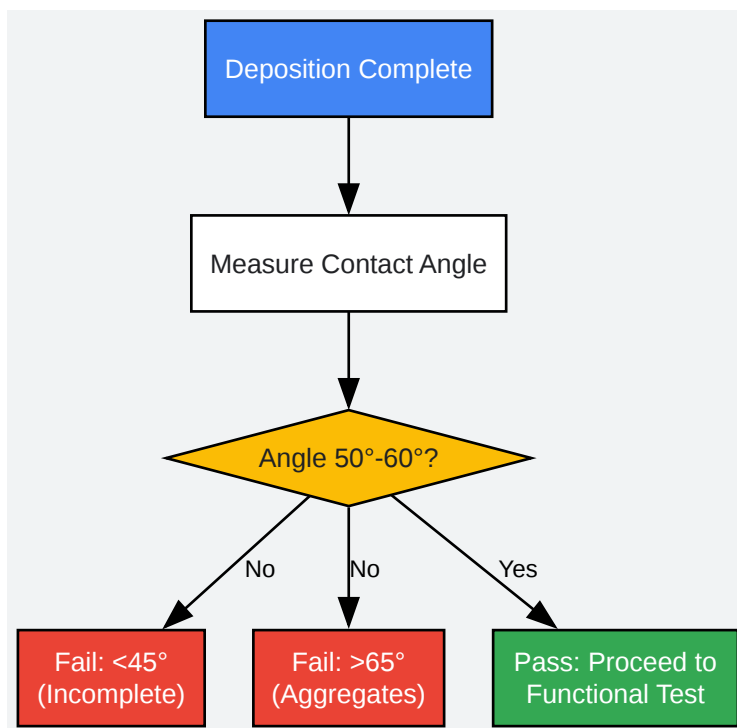 Deposition Complete
Measure Contact Angle
Angle 50°-60°?
No
No
Yes
Fail: <45°
(Incomplete)
Fail: >65°
(Aggregates)
Pass: Proceed to
Functional Test